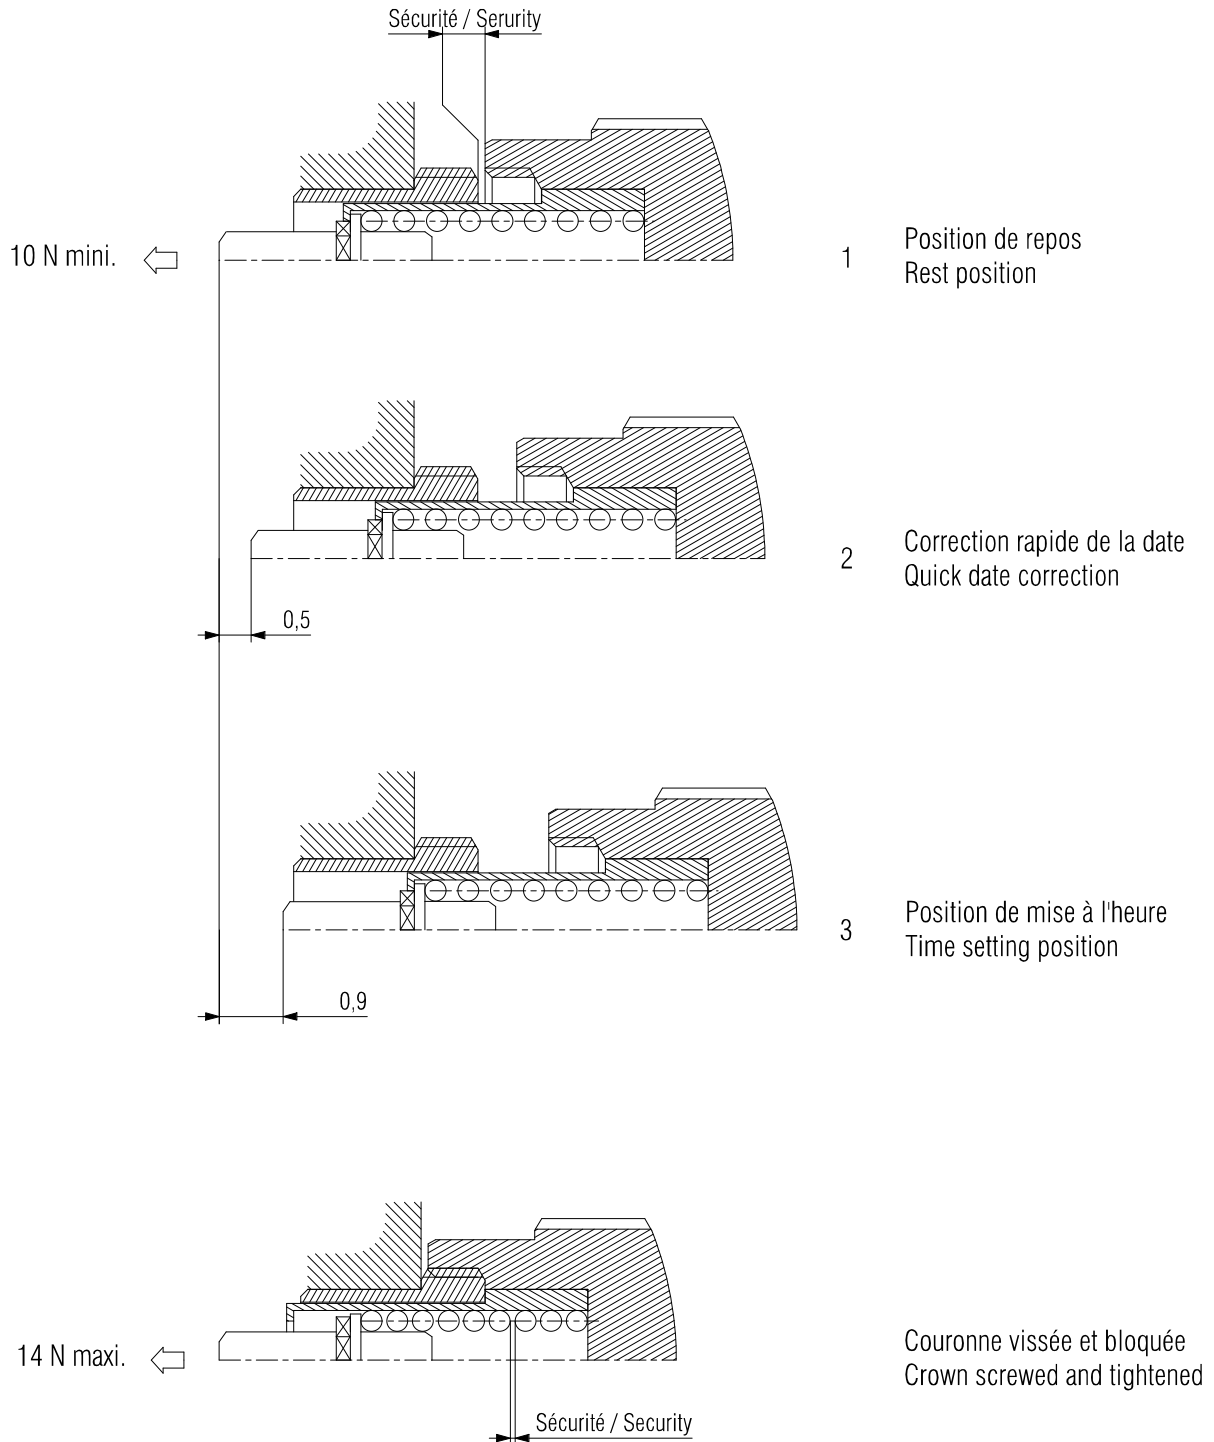 Sécurité / Serurity
10 N mini.
1
Position de repos
Rest position
2
Correction rapide de la date
Quick date correction
0,5
3
Position de mise à l'heure
Time setting position
0,9
14 N maxi.
Couronne vissée et bloquée
Crown screwed and tightened
Sécurité / Security